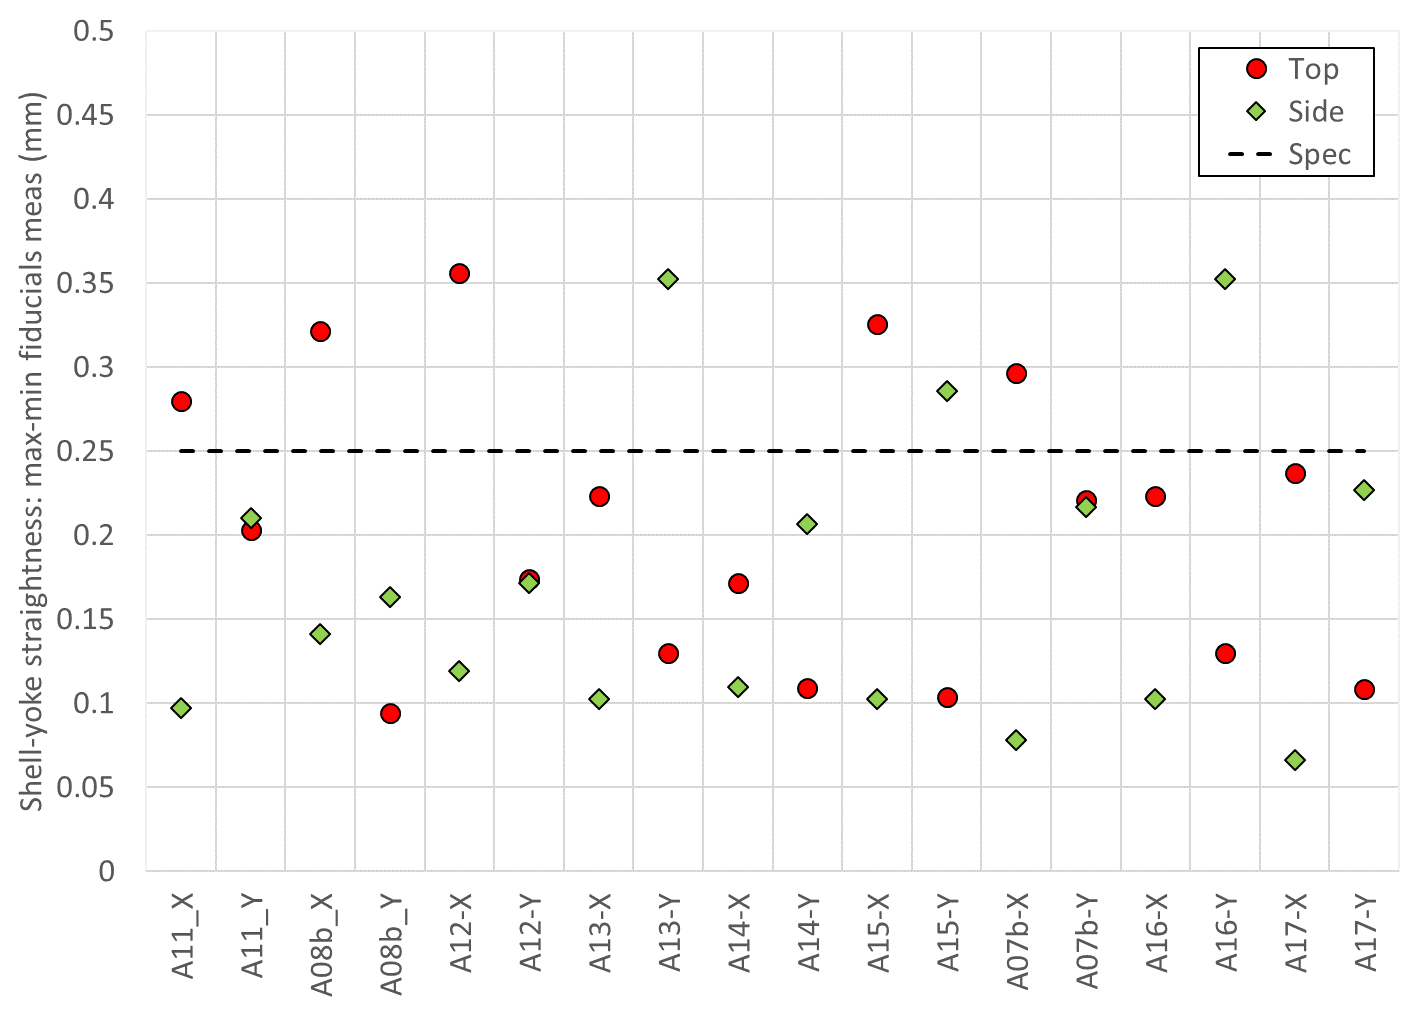 Shell-yoke straightness: max-min fiducials meas (mm)
0.5
0.45
0.4
0.35
0.3
0.25
0.2
0.15
0.1
0.05
0
Top
Side
Spec
A11_X
A11_Y
A08b_X
A08b_Y
A12-X
A12-Y
A13-X
A13-Y
A14-X
A14-Y
A15-X
A15-Y
A07b-X
A07b-Y
A16-X
A16-Y
A17-X
A17-Y